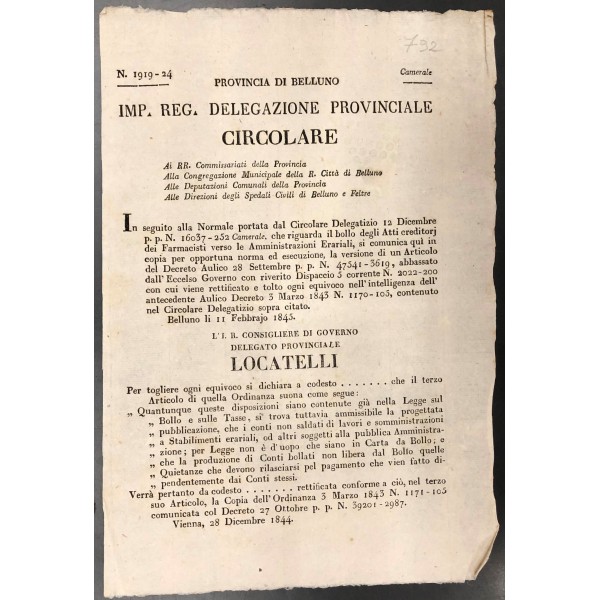 792
N. 1919-24
Camerale
PROVINCIA DI BELLUNO
IMP. REG. DELEGAZIONE PROVINCIALE
CIRCOLARE
Ai RR. Commissariati della Provincia
Alla Congregazione Municipale della R. Città di Belluno
Alle Deputazioni Comunali della Provincia
Alle Direzioni degli Spedali Civili di Belluno e Feltre
In seguito alla Normale portata dal Circolare Delegatizio 12 Dicembre
p. p. N. 16037-252 Camerale, che riguarda il bollo degli Atti creditorj
dei Farmacisti verso le Amministrazioni Erariali, si comunica quì in
copia per opportuna norma ed esecuzione, la versione di un Articolo
del Decreto Aulico 28 Settembre p. p. N. 47541-3619, abbassato
dall'Eccelso Governo con riverito Dispaccio 5 corrente N. 2022-200
con cui viene rettificato e tolto ogni equivoco nell'intelligenza dell'
antecedente Aulico Decreto 3 Marzo 1843 N. 1170-105, contenuto
nel Circolare Delegatizio sopra citato.
Belluno li 11 Febbrajo 1845.
L'I. R. CONSIGLIERE DI GOVERNO
DELEGATO PROVINCIALE
LOCATELLI
Per togliere ogni equivoco si dichiara a codesto . . . . . . . che il terzo
Articolo di quella Ordinanza suona come segue:
„ Quantunque queste disposizioni siano contenute già nella Legge sul
„ Bollo e sulle Tasse, si trova tuttavia ammissibile la progettata
„ pubblicazione, che i conti non saldati di lavori e somministrazioni
„ a Stabilimenti erariali, od altri soggetti alla pubblica Amministra-
„ zione; per Legge non è d'uopo che siano in Carta da Bollo; e
„ che la produzione di Conti bollati non libera dal Bollo quelle
„ Quietanze che devono rilasciarsi pel pagamento che vien fatto di-
„ pendentemente dai Conti stessi.
Verrà pertanto da codesto . . . . . . . rettificata conforme a ciò, nel terzo
suo Articolo, la Copia dell'Ordinanza 3 Marzo 1843 N. 1171-105
comunicata col Decreto 27 Ottobre p. p. N. 39201-2987.
Vienna, 28 Dicembre 1844.